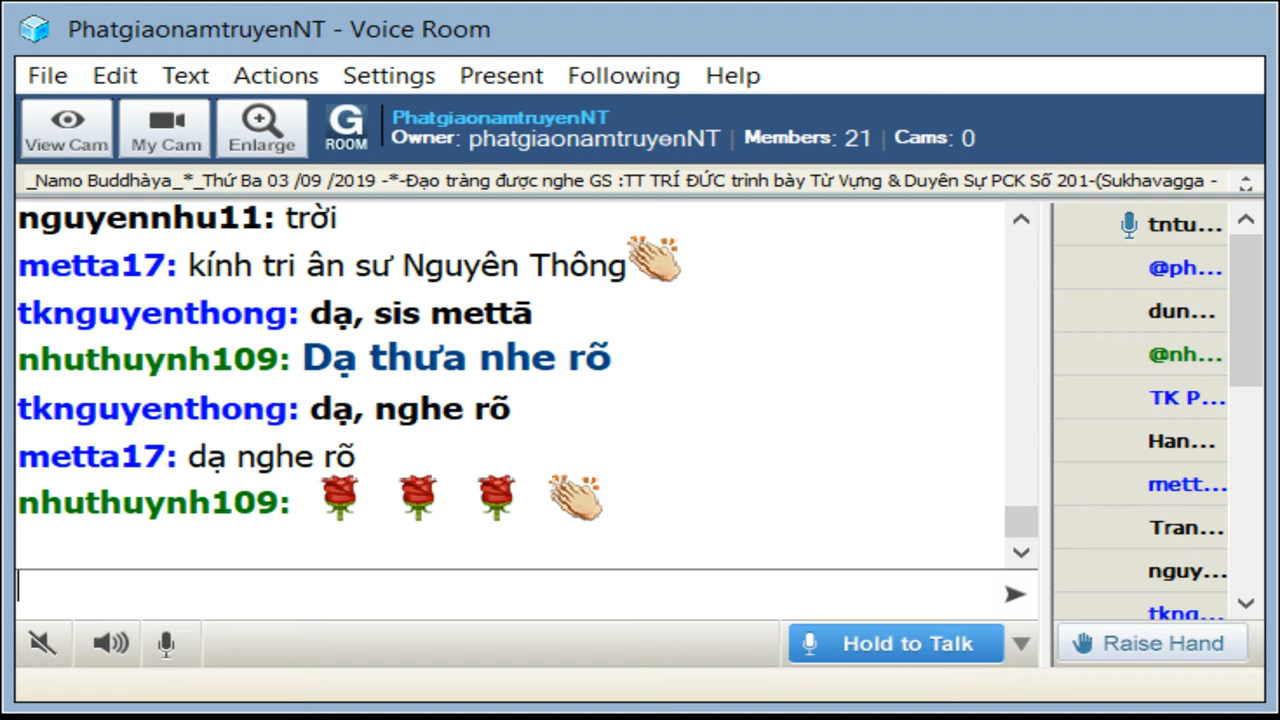 PhatgiaonamtruyenNT - Voice Room
File Edit Text Actions Settings Present Following Help
View Cam My Cam Enlarge G ROOM
PhatgiaonamtruyenNT
Owner: phatgiaonamtruyenNT | Members: 21 | Cams: 0
_Namo Buddhàya_*_Thứ Ba 03 /09 /2019 -*-Đạo tràng được nghe GS :TT TRÍ ĐỨC trình bày Từ Vựng & Duyên Sự PCK Số 201-(Sukhavagga -
nguyennhu11: trời
metta17: kính tri ân sư Nguyên Thông
tknguyenthong: dạ, sis mettā
nhuthuynh109: Dạ thưa nhe rõ
tknguyenthong: dạ, nghe rõ
metta17: dạ nghe rõ
nhuthuynh109:
tntu...
@ph...
dun...
@nh...
TK P...
Han...
mett...
Tran...
nguy...
tkng...
Hold to Talk
Raise Hand